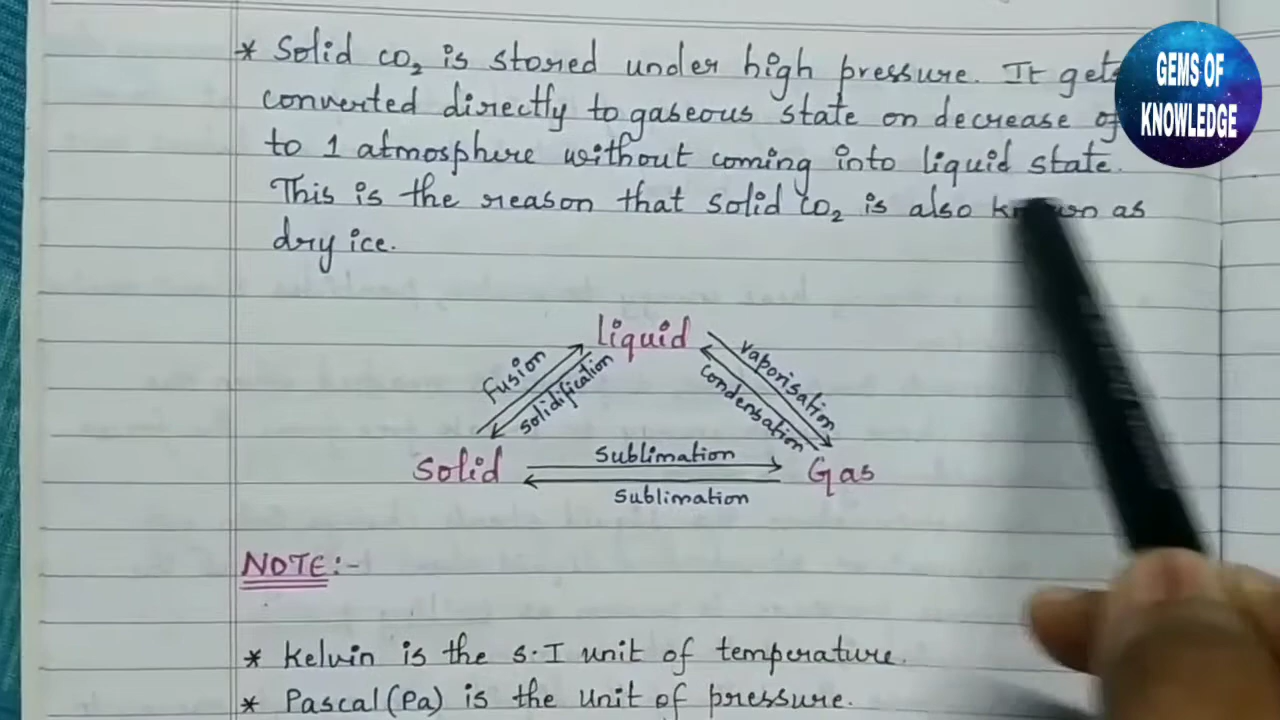 * Solid CO₂ is stored under high pressure. It gets
converted directly to gaseous state on decrease of
to 1 atmosphere without coming into liquid state.
This is the reason that solid CO₂ is also as
dry ice.
GEMS OF
KNOWLEDGE
Liquid
Fusion
Solidification
Vaporisation
Condensation
Solid
Sublimation
Gas
Sublimation
NOTE:-
* Kelvin is the S.I unit of temperature.
* Pascal (Pa) is the unit of pressure.